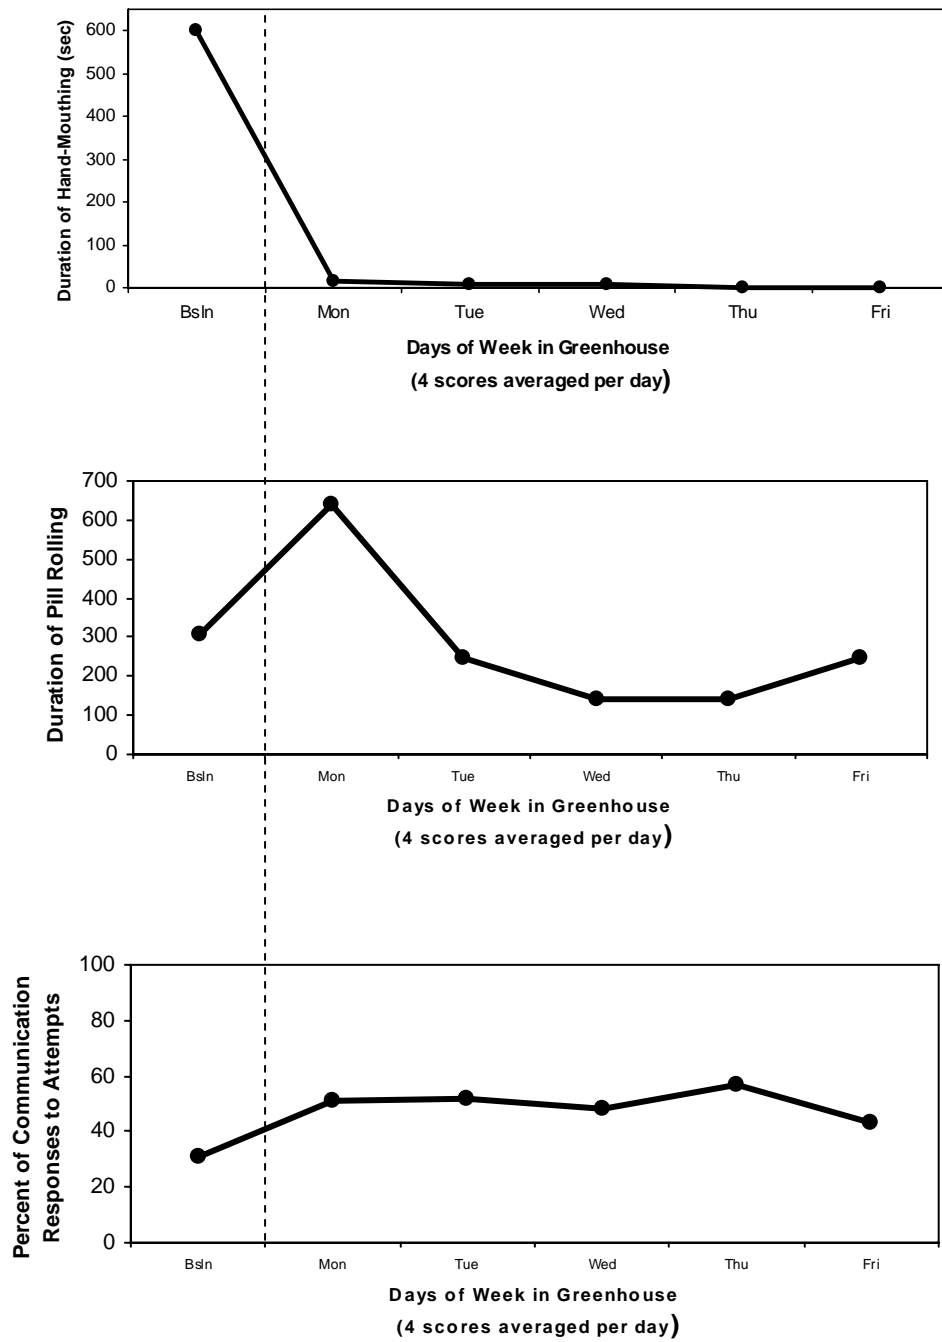 Duration of Hand-Mouthing (sec)
600
500
400
300
200
100
0
Bsln Mon Tue Wed Thu Fri
Days of Week in Greenhouse
(4 scores averaged per day)
Duration of Pill Rolling
700
600
500
400
300
200
100
0
Bsln Mon Tue Wed Thu Fri
Days of Week in Greenhouse
(4 scores averaged per day)
Percent of Communication
Responses to Attempts
100
80
60
40
20
0
Bsln Mon Tue Wed Thu Fri
Days of Week in Greenhouse
(4 scores averaged per day)